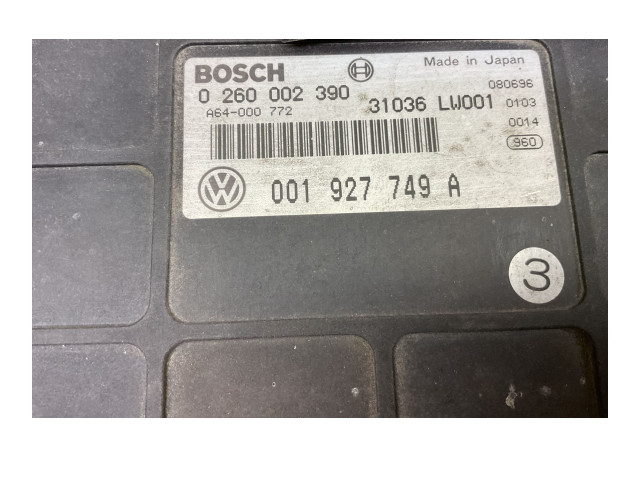 BOSCH Made in Japan
0 260 002 390 080696
A64-000 772 31036 LW001 0103
0014
960
VW 001 927 749 A
3